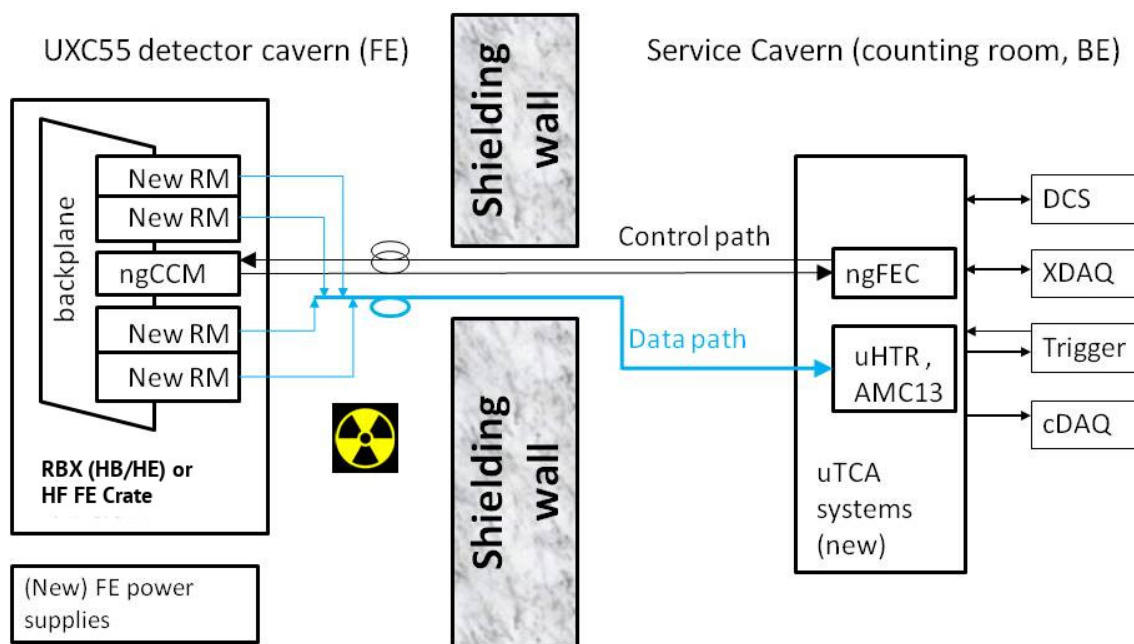 UXC55 detector cavern (FE)
Shielding
wall
Service Cavern (counting room, BE)
backplane
New RM
New RM
ngCCM
New RM
New RM
RBX (HB/HE) or
HF FE Crate
(New) FE power
supplies
Control path
Data path
Shielding
wall
ngFEC
uHTR ,
AMC13
uTCA
systems
(new)
DCS
XDAQ
Trigger
cDAQ